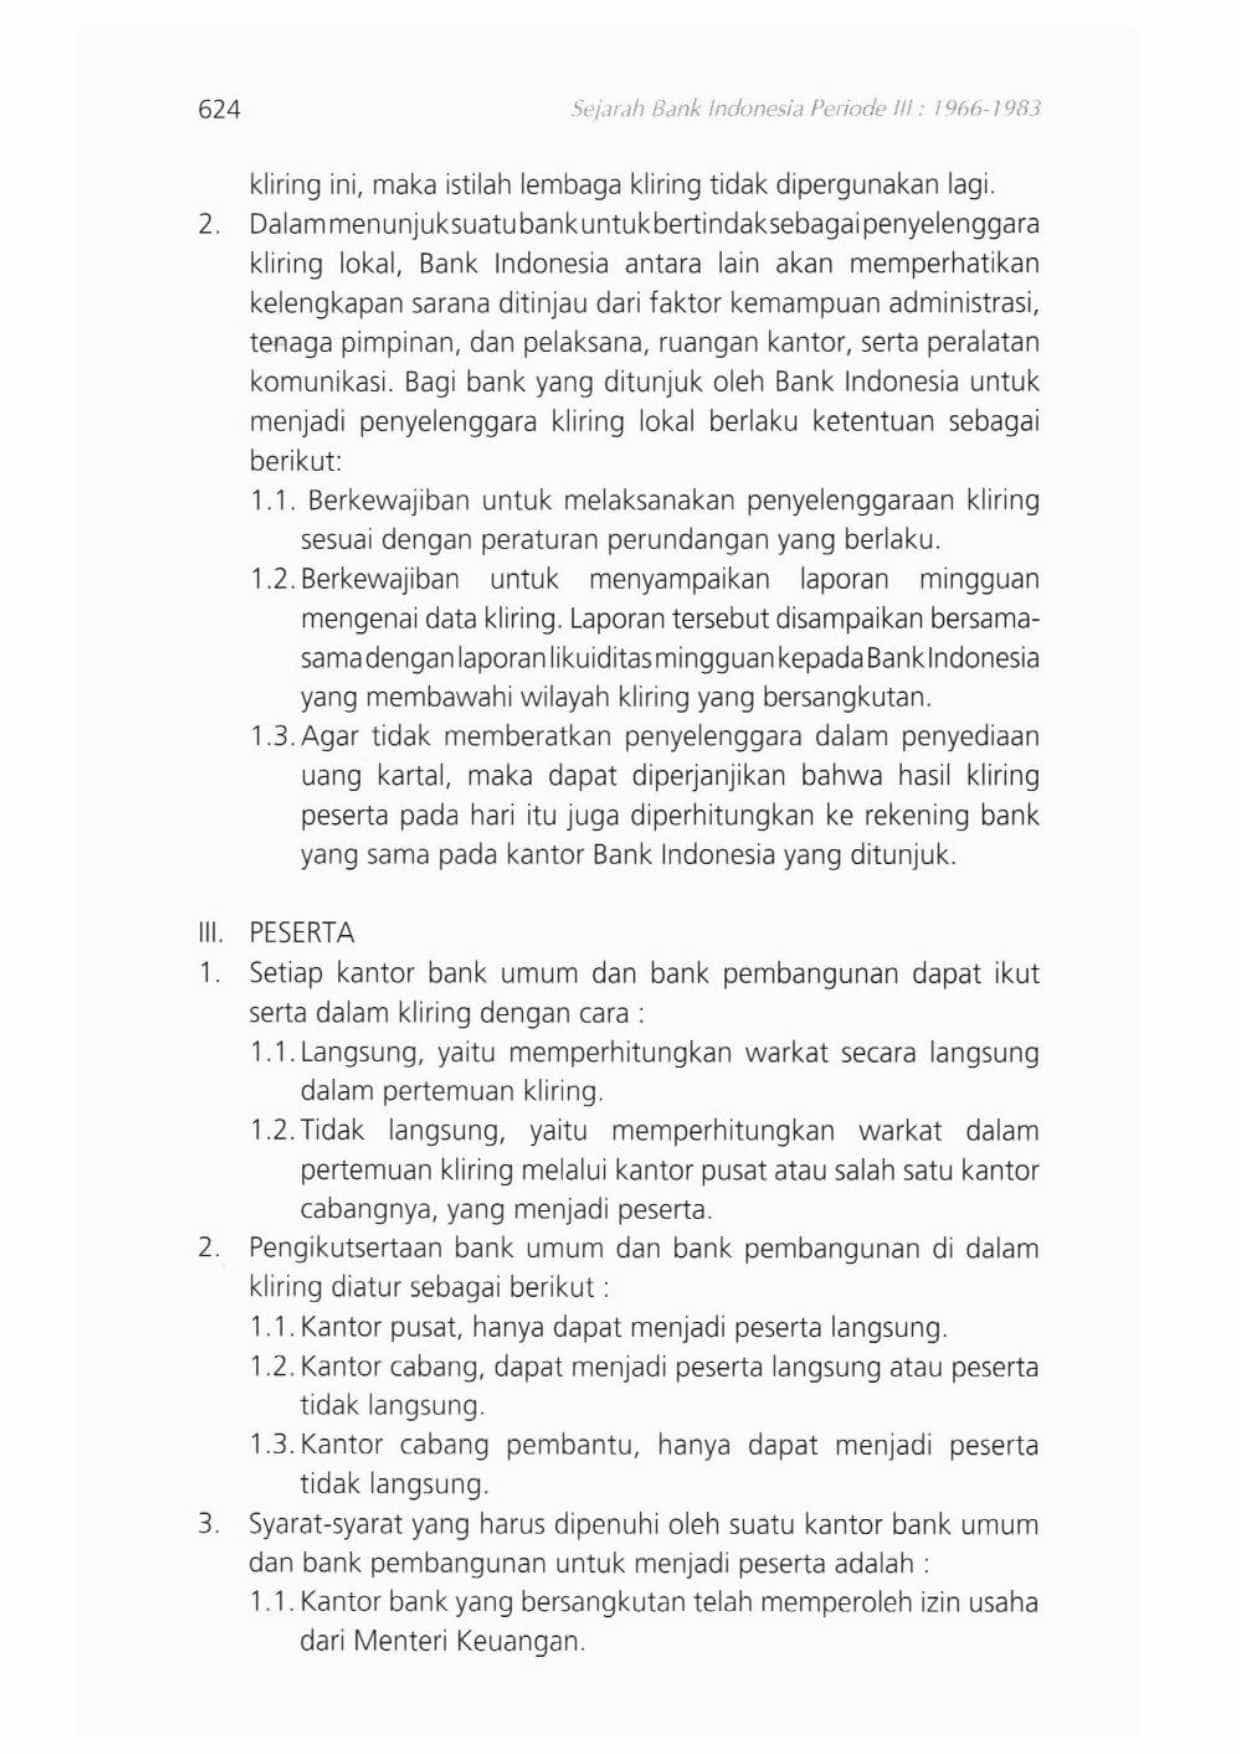 624
Sejarah Bank Indonesia Periode III : 1966-1983
kliring ini, maka istilah lembaga kliring tidak dipergunakan lagi.
2. Dalam menunjuk suatu bank untuk bertindak sebagai penyelenggara
kliring lokal, Bank Indonesia antara lain akan memperhatikan
kelengkapan sarana ditinjau dari faktor kemampuan administrasi,
tenaga pimpinan, dan pelaksana, ruangan kantor, serta peralatan
komunikasi. Bagi bank yang ditunjuk oleh Bank Indonesia untuk
menjadi penyelenggara kliring lokal berlaku ketentuan sebagai
berikut:
1.1. Berkewajiban untuk melaksanakan penyelenggaraan kliring
sesuai dengan peraturan perundangan yang berlaku.
1.2. Berkewajiban untuk menyampaikan laporan mingguan
mengenai data kliring. Laporan tersebut disampaikan bersama-
sama dengan laporan likuiditas mingguan kepada Bank Indonesia
yang membawahi wilayah kliring yang bersangkutan.
1.3. Agar tidak memberatkan penyelenggara dalam penyediaan
uang kartal, maka dapat diperjanjikan bahwa hasil kliring
peserta pada hari itu juga diperhitungkan ke rekening bank
yang sama pada kantor Bank Indonesia yang ditunjuk.
III. PESERTA
1. Setiap kantor bank umum dan bank pembangunan dapat ikut
serta dalam kliring dengan cara :
1.1. Langsung, yaitu memperhitungkan warkat secara langsung
dalam pertemuan kliring.
1.2. Tidak langsung, yaitu memperhitungkan warkat dalam
pertemuan kliring melalui kantor pusat atau salah satu kantor
cabangnya, yang menjadi peserta.
2. Pengikutsertaan bank umum dan bank pembangunan di dalam
kliring diatur sebagai berikut :
1.1. Kantor pusat, hanya dapat menjadi peserta langsung.
1.2. Kantor cabang, dapat menjadi peserta langsung atau peserta
tidak langsung.
1.3. Kantor cabang pembantu, hanya dapat menjadi peserta
tidak langsung.
3. Syarat-syarat yang harus dipenuhi oleh suatu kantor bank umum
dan bank pembangunan untuk menjadi peserta adalah :
1.1. Kantor bank yang bersangkutan telah memperoleh izin usaha
dari Menteri Keuangan.